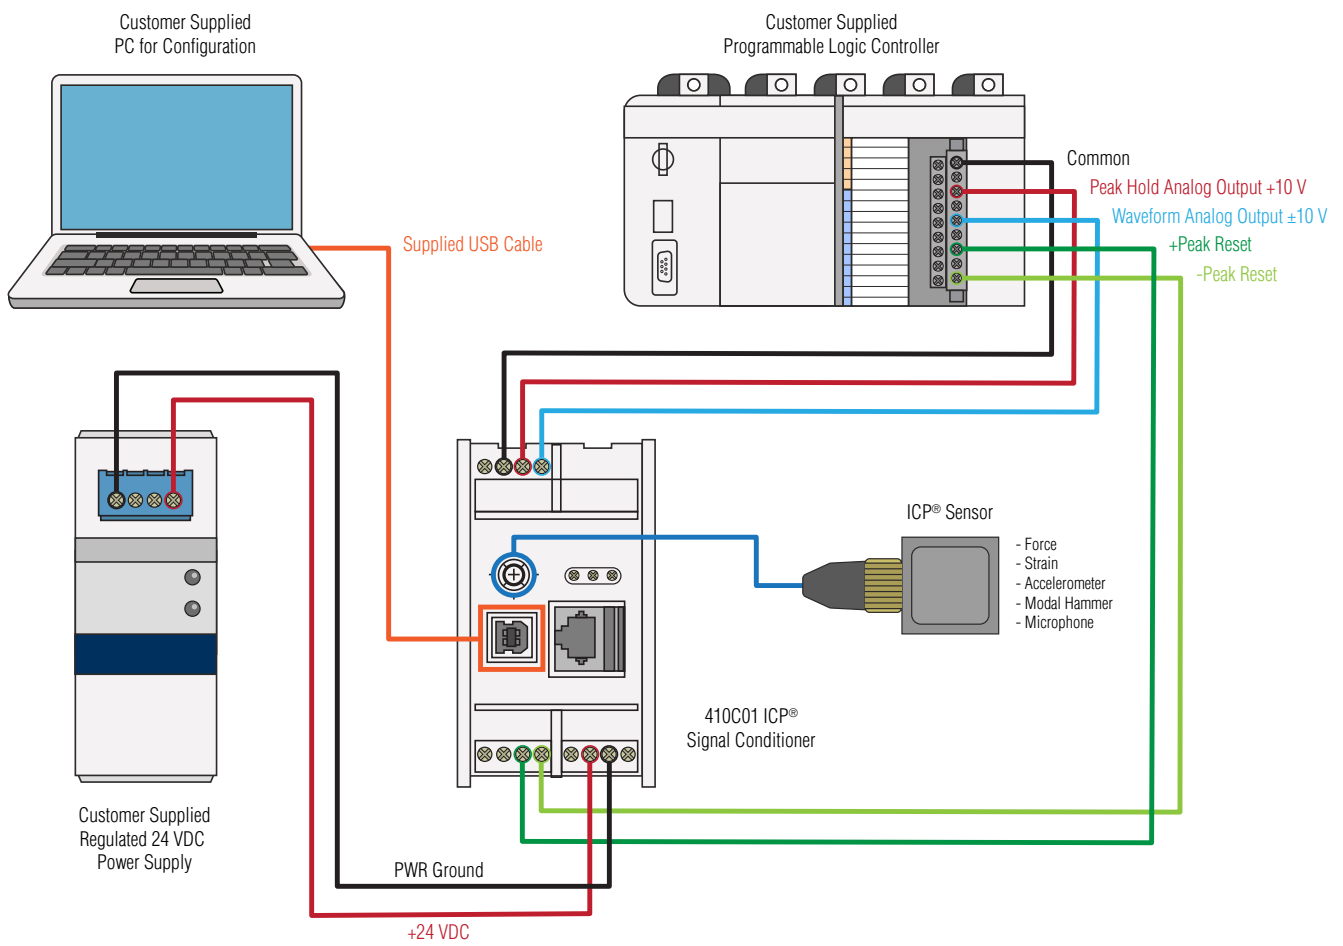 Customer Supplied
PC for Configuration
Customer Supplied
Programmable Logic Controller
Common
Peak Hold Analog Output +10 V
Waveform Analog Output ±10 V
+Peak Reset
-Peak Reset
Supplied USB Cable
ICP® Sensor
- Force
- Strain
- Accelerometer
- Modal Hammer
- Microphone
410C01 ICP®
Signal Conditioner
Customer Supplied
Regulated 24 VDC
Power Supply
PWR Ground
+24 VDC